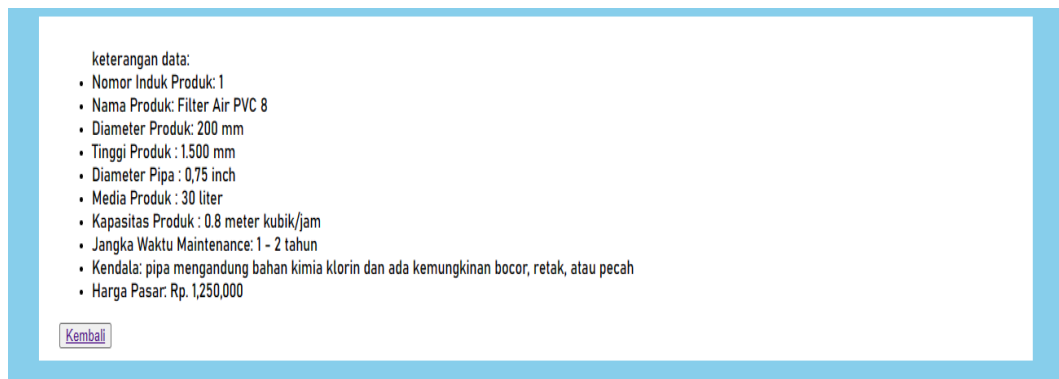 keterangan data:
• Nomor Induk Produk: 1
• Nama Produk: Filter Air PVC 8
• Diameter Produk: 200 mm
• Tinggi Produk : 1.500 mm
• Diameter Pipa : 0,75 inch
• Media Produk : 30 liter
• Kapasitas Produk : 0.8 meter kubik/jam
• Jangka Waktu Maintenance: 1 - 2 tahun
• Kendala: pipa mengandung bahan kimia klorin dan ada kemungkinan bocor, retak, atau pecah
• Harga Pasar: Rp. 1,250,000
Kembali